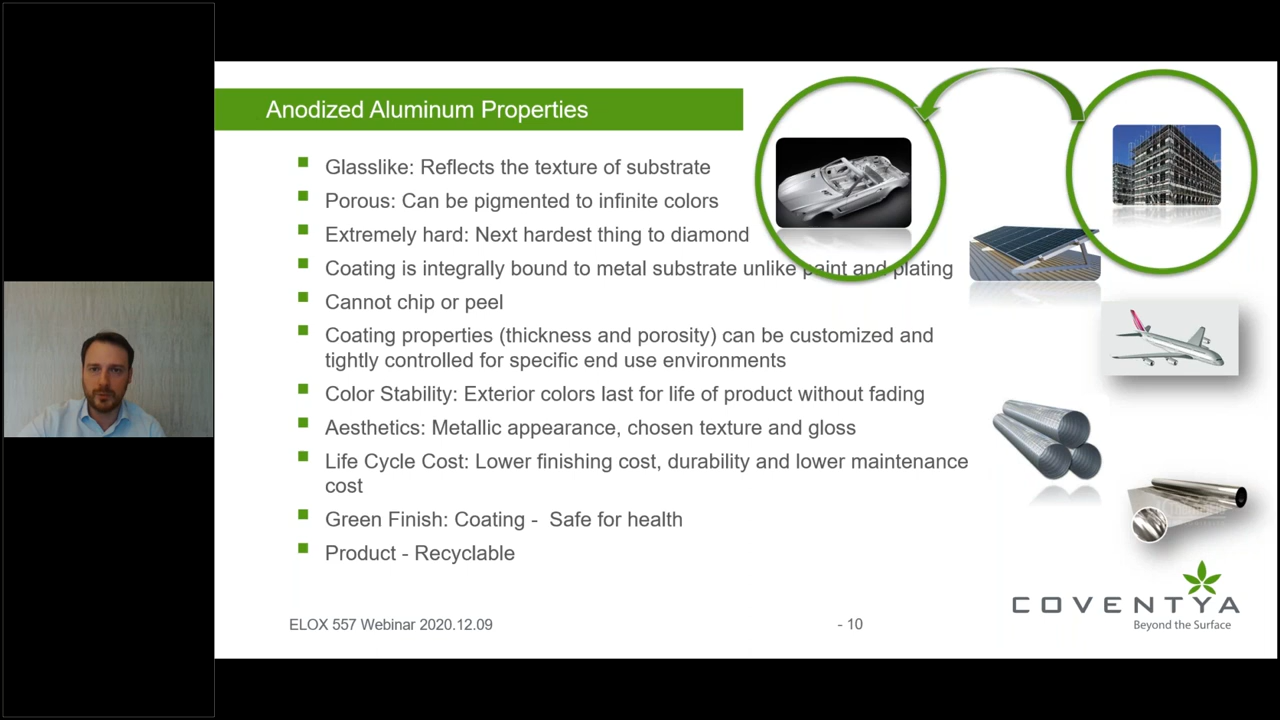 Anodized Aluminum Properties
Glasslike: Reflects the texture of substrate
Porous: Can be pigmented to infinite colors
Extremely hard: Next hardest thing to diamond
Coating is integrally bound to metal substrate unlike paint and plating
Cannot chip or peel
Coating properties (thickness and porosity) can be customized and
tightly controlled for specific end use environments
Color Stability: Exterior colors last for life of product without fading
Aesthetics: Metallic appearance, chosen texture and gloss
Life Cycle Cost: Lower finishing cost, durability and lower maintenance
cost
Green Finish: Coating - Safe for health
Product - Recyclable
COVENTYA
Beyond the Surface
ELOX 557 Webinar 2020.12.09
- 10